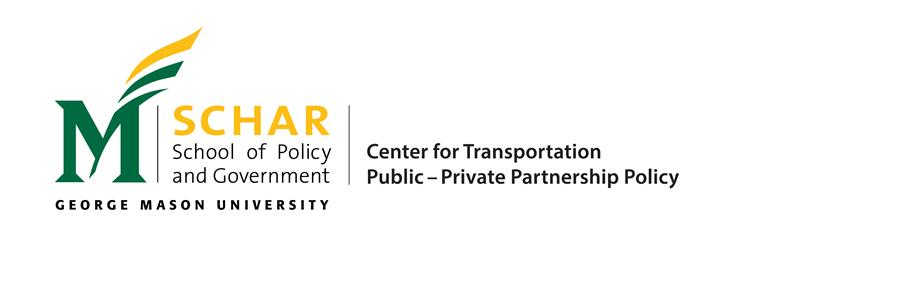 M
SCHAR
School of Policy
and Government
GEORGE MASON UNIVERSITY
Center for Transportation
Public – Private Partnership Policy